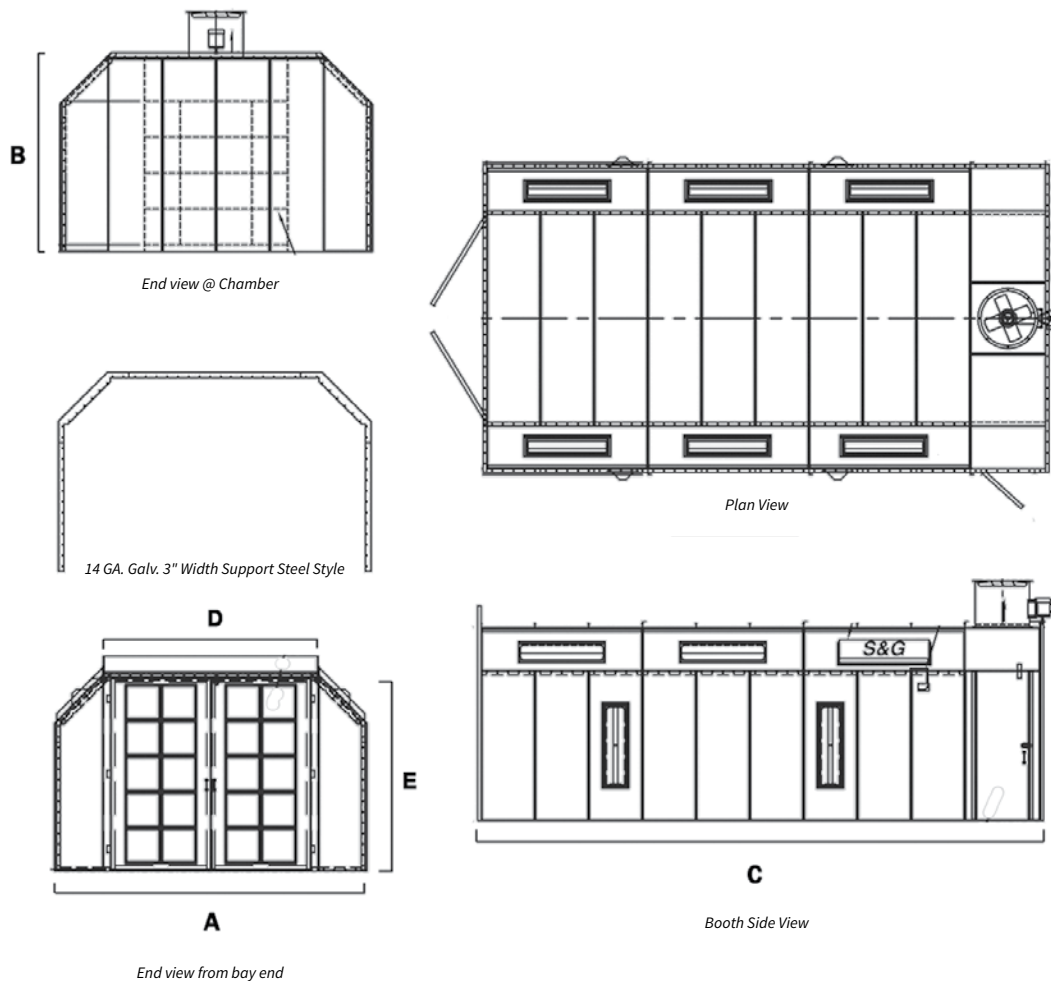 B
End view @ Chamber
Plan View
14 GA. Galv. 3" Width Support Steel Style
D
S&G
E
C
A
Booth Side View
End view from bay end